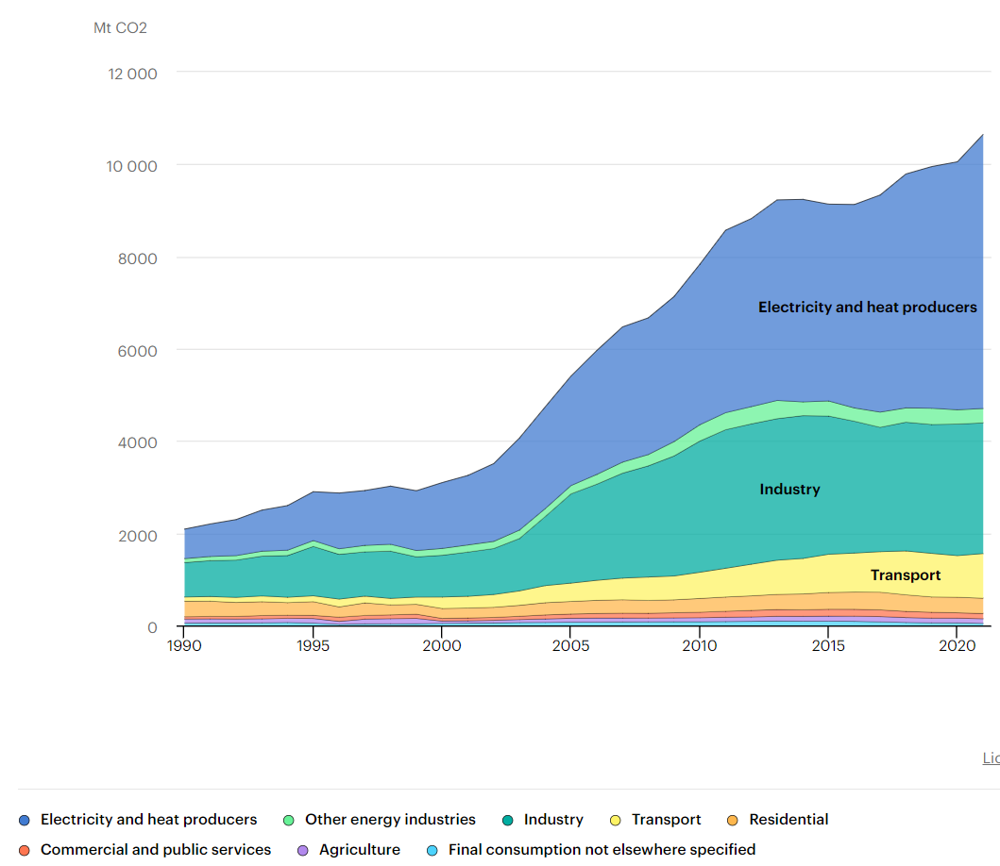 Mt CO2
12 000
10 000
8000
6000
4000
2000
0
Electricity and heat producers
Industry
Transport
1990 1995 2000 2005 2010 2015 2020
Lic
Electricity and heat producers Other energy industries Industry Transport Residential
Commercial and public services Agriculture Final consumption not elsewhere specified